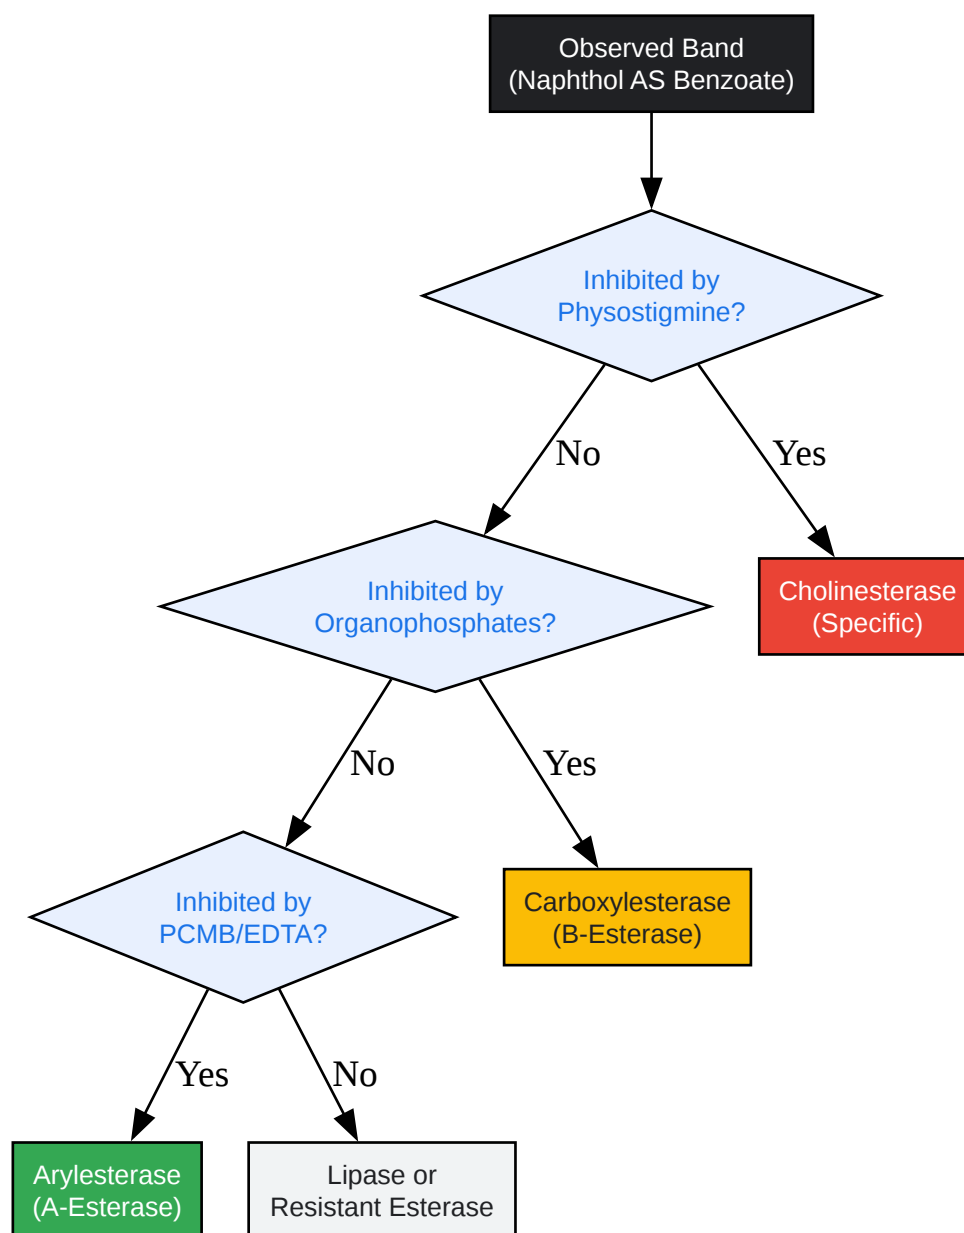 Observed Band
(Naphthol AS Benzoate)
Inhibited by
Physostigmine?
No
Yes
Inhibited by
Organophosphates?
Cholinesterase
(Specific)
No
Yes
Inhibited by
PCMB/EDTA?
Carboxylesterase
(B-Esterase)
Yes
No
Arylesterase
(A-Esterase)
Lipase or
Resistant Esterase